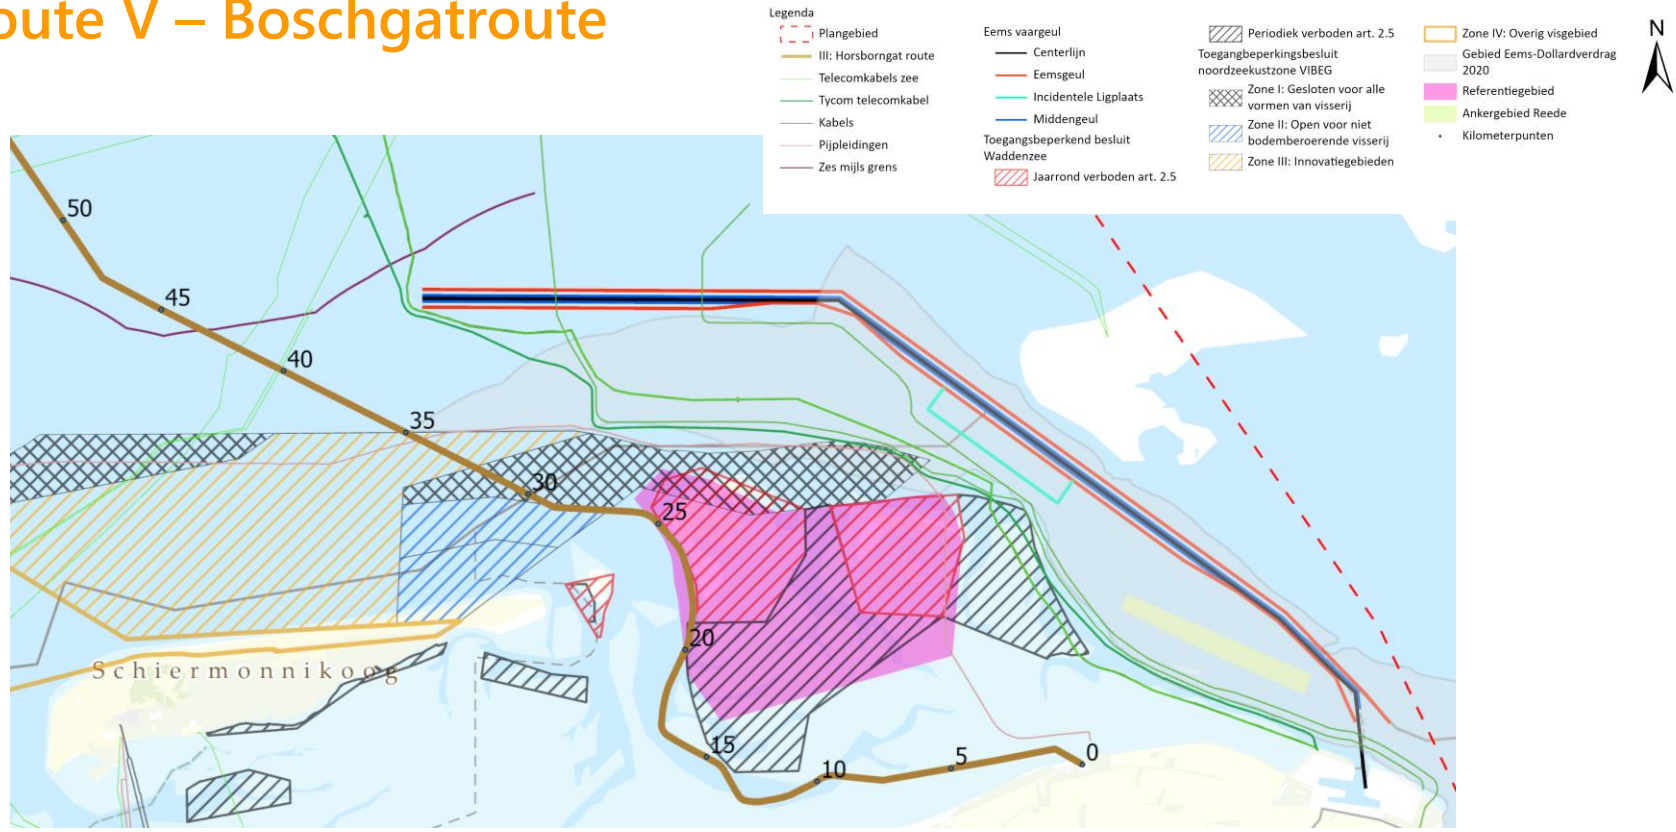 oute V – Boschgatroute
Legenda
Plangebied
III: Horsborngat route
Telecomkabels zee
Tycom telecomkabel
Kabels
Pijpleidingen
Zes mijls grens
Eems vaargeul
Centerlijn
Eemsgeul
Incidentele Ligplaats
Middengeul
Toegangsbeperkend besluit
Waddenzee
Jaarrond verboden art. 2.5
Periodiek verboden art. 2.5
Toegangbeperkingsbesluit
noordzeekustzone VIBEG
Zone I: Gesloten voor alle
vormen van visserij
Zone II: Open voor niet
bodemberoerende visserij
Zone III: Innovatiegebieden
Zone IV: Overig visgebied
Gebied Eems-Dollardverdrag
2020
Referentiegebied
Ankergebied Reede
Kilometerpunten
N
50
45
40
35
30
25
20
15
10
5
0
Schiermonnikoog